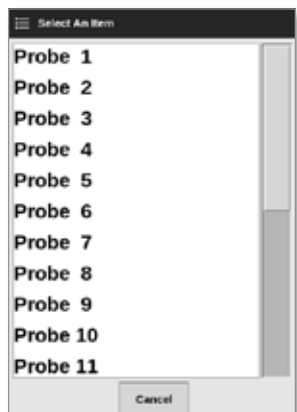 Select An Item
Probe 1
Probe 2
Probe 3
Probe 4
Probe 5
Probe 6
Probe 7
Probe 8
Probe 9
Probe 10
Probe 11
Cancel